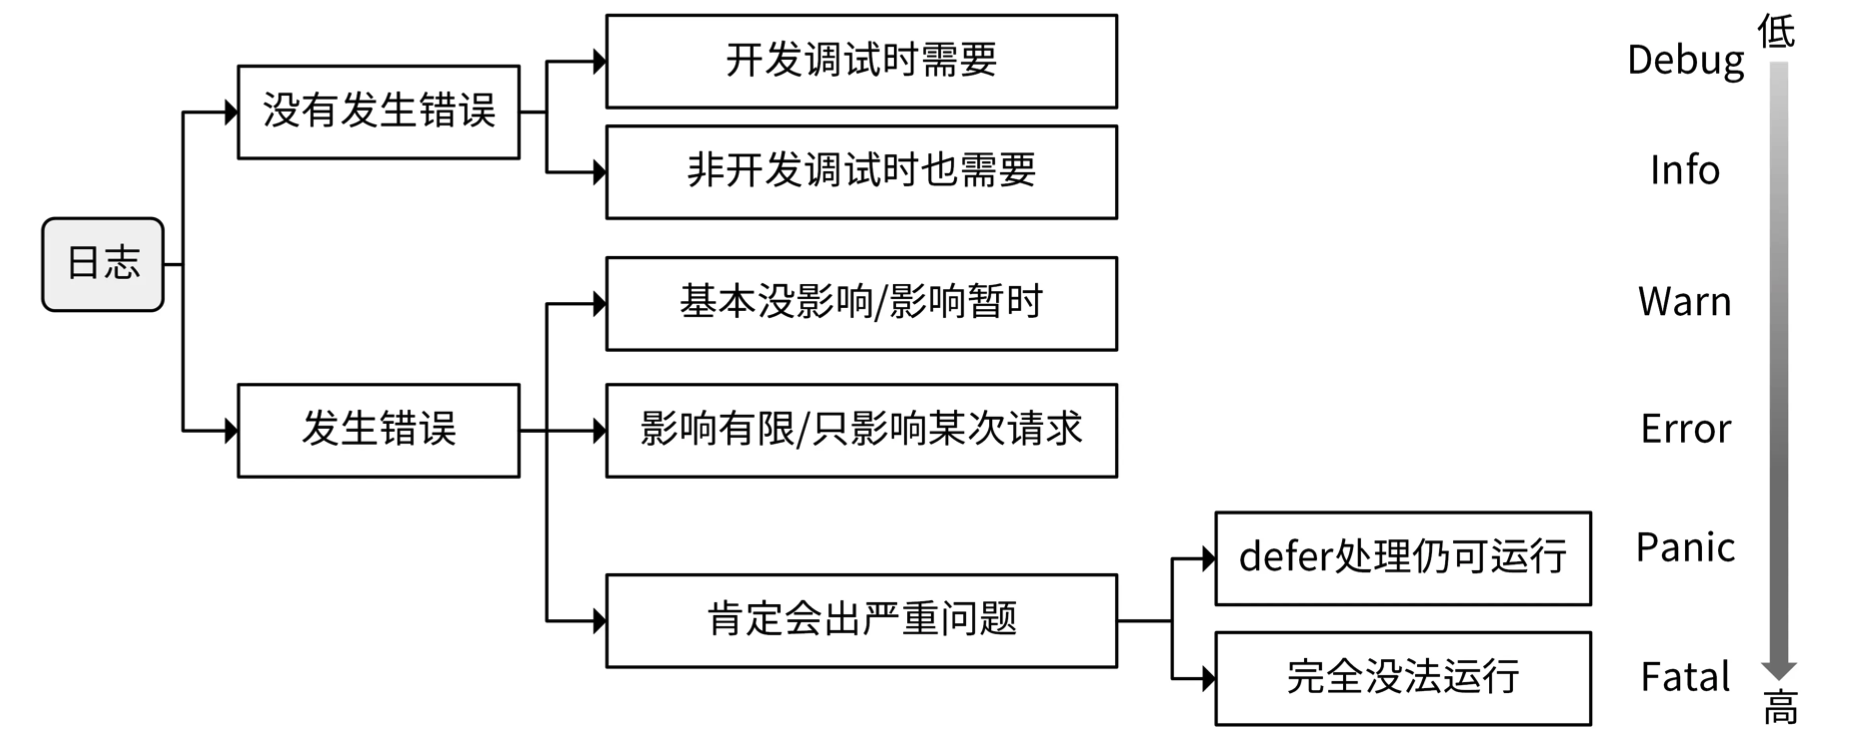 低
开发调试时需要
Debug
没有发生错误
非开发调试时也需要
Info
日志
基本没影响/影响暂时
Warn
发生错误
影响有限/只影响某次请求
Error
defer处理仍可运行
Panic
肯定会出严重问题
完全没法运行
Fatal
高